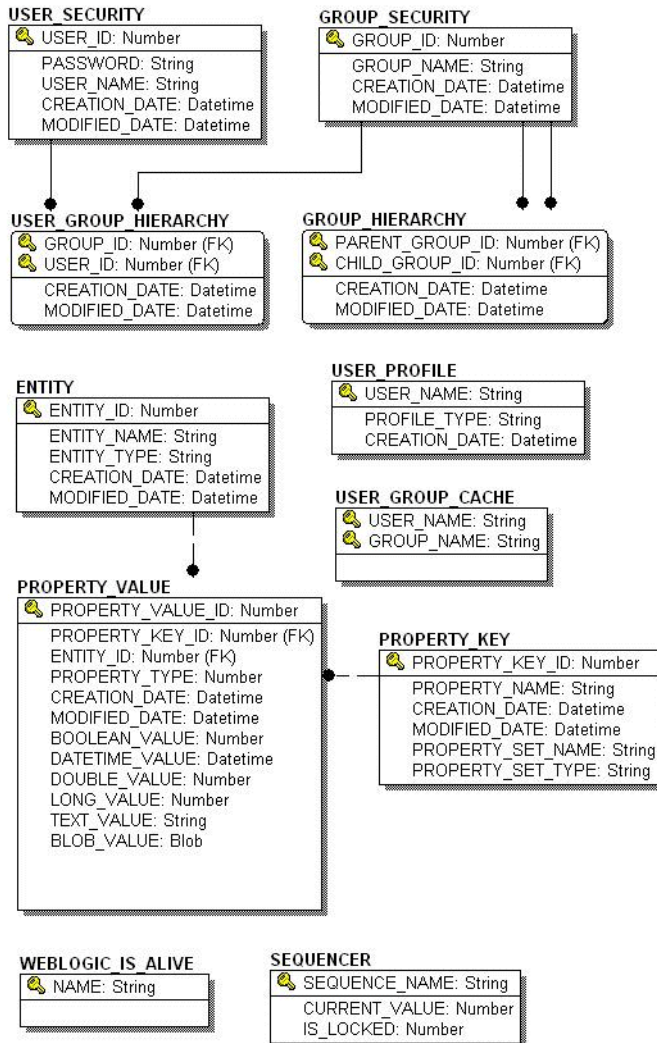 USER_SECURITY
USER_ID: Number
PASSWORD: String
USER_NAME: String
CREATION_DATE: Datetime
MODIFIED_DATE: Datetime
GROUP_SECURITY
GROUP_ID: Number
GROUP_NAME: String
CREATION_DATE: Datetime
MODIFIED_DATE: Datetime
USER_GROUP_HIERARCHY
GROUP_ID: Number (FK)
USER_ID: Number (FK)
CREATION_DATE: Datetime
MODIFIED_DATE: Datetime
GROUP_HIERARCHY
PARENT_GROUP_ID: Number (FK)
CHILD_GROUP_ID: Number (FK)
CREATION_DATE: Datetime
MODIFIED_DATE: Datetime
ENTITY
ENTITY_ID: Number
ENTITY_NAME: String
ENTITY_TYPE: String
CREATION_DATE: Datetime
MODIFIED_DATE: Datetime
USER_PROFILE
USER_NAME: String
PROFILE_TYPE: String
CREATION_DATE: Datetime
USER_GROUP_CACHE
USER_NAME: String
GROUP_NAME: String
PROPERTY_VALUE
PROPERTY_VALUE_ID: Number
PROPERTY_KEY_ID: Number (FK)
ENTITY_ID: Number (FK)
PROPERTY_TYPE: Number
CREATION_DATE: Datetime
MODIFIED_DATE: Datetime
BOOLEAN_VALUE: Number
DATETIME_VALUE: Datetime
DOUBLE_VALUE: Number
LONG_VALUE: Number
TEXT_VALUE: String
BLOB_VALUE: Blob
PROPERTY_KEY
PROPERTY_KEY_ID: Number
PROPERTY_NAME: String
CREATION_DATE: Datetime
MODIFIED_DATE: Datetime
PROPERTY_SET_NAME: String
PROPERTY_SET_TYPE: String
WEBLOGIC_IS_ALIVE
NAME: String
SEQUENCER
SEQUENCE_NAME: String
CURRENT_VALUE: Number
IS_LOCKED: Number